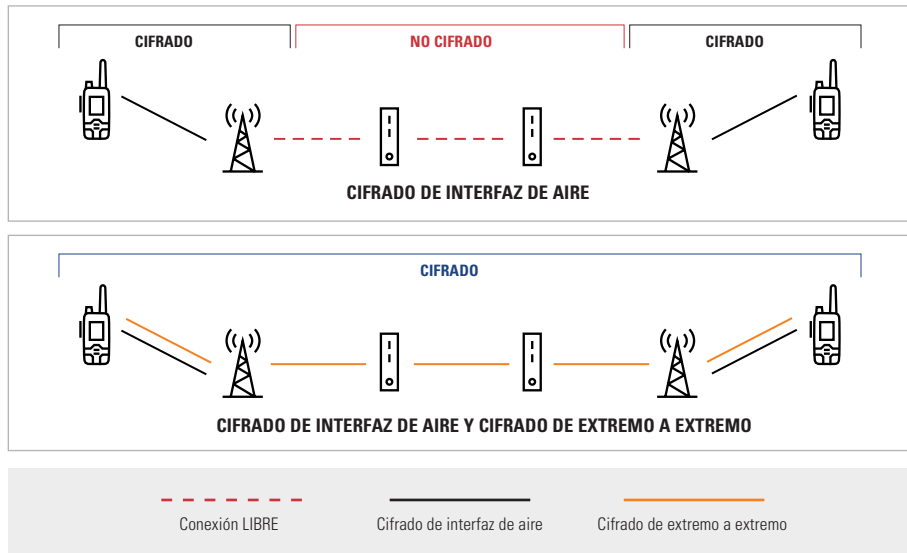 CIFRADO
NO CIFRADO
CIFRADO
CIFRADO DE INTERFAZ DE AIRE
CIFRADO
CIFRADO DE INTERFAZ DE AIRE Y CIFRADO DE EXTREMO A EXTREMO
Conexión LIBRE
Cifrado de interfaz de aire
Cifrado de extremo a extremo